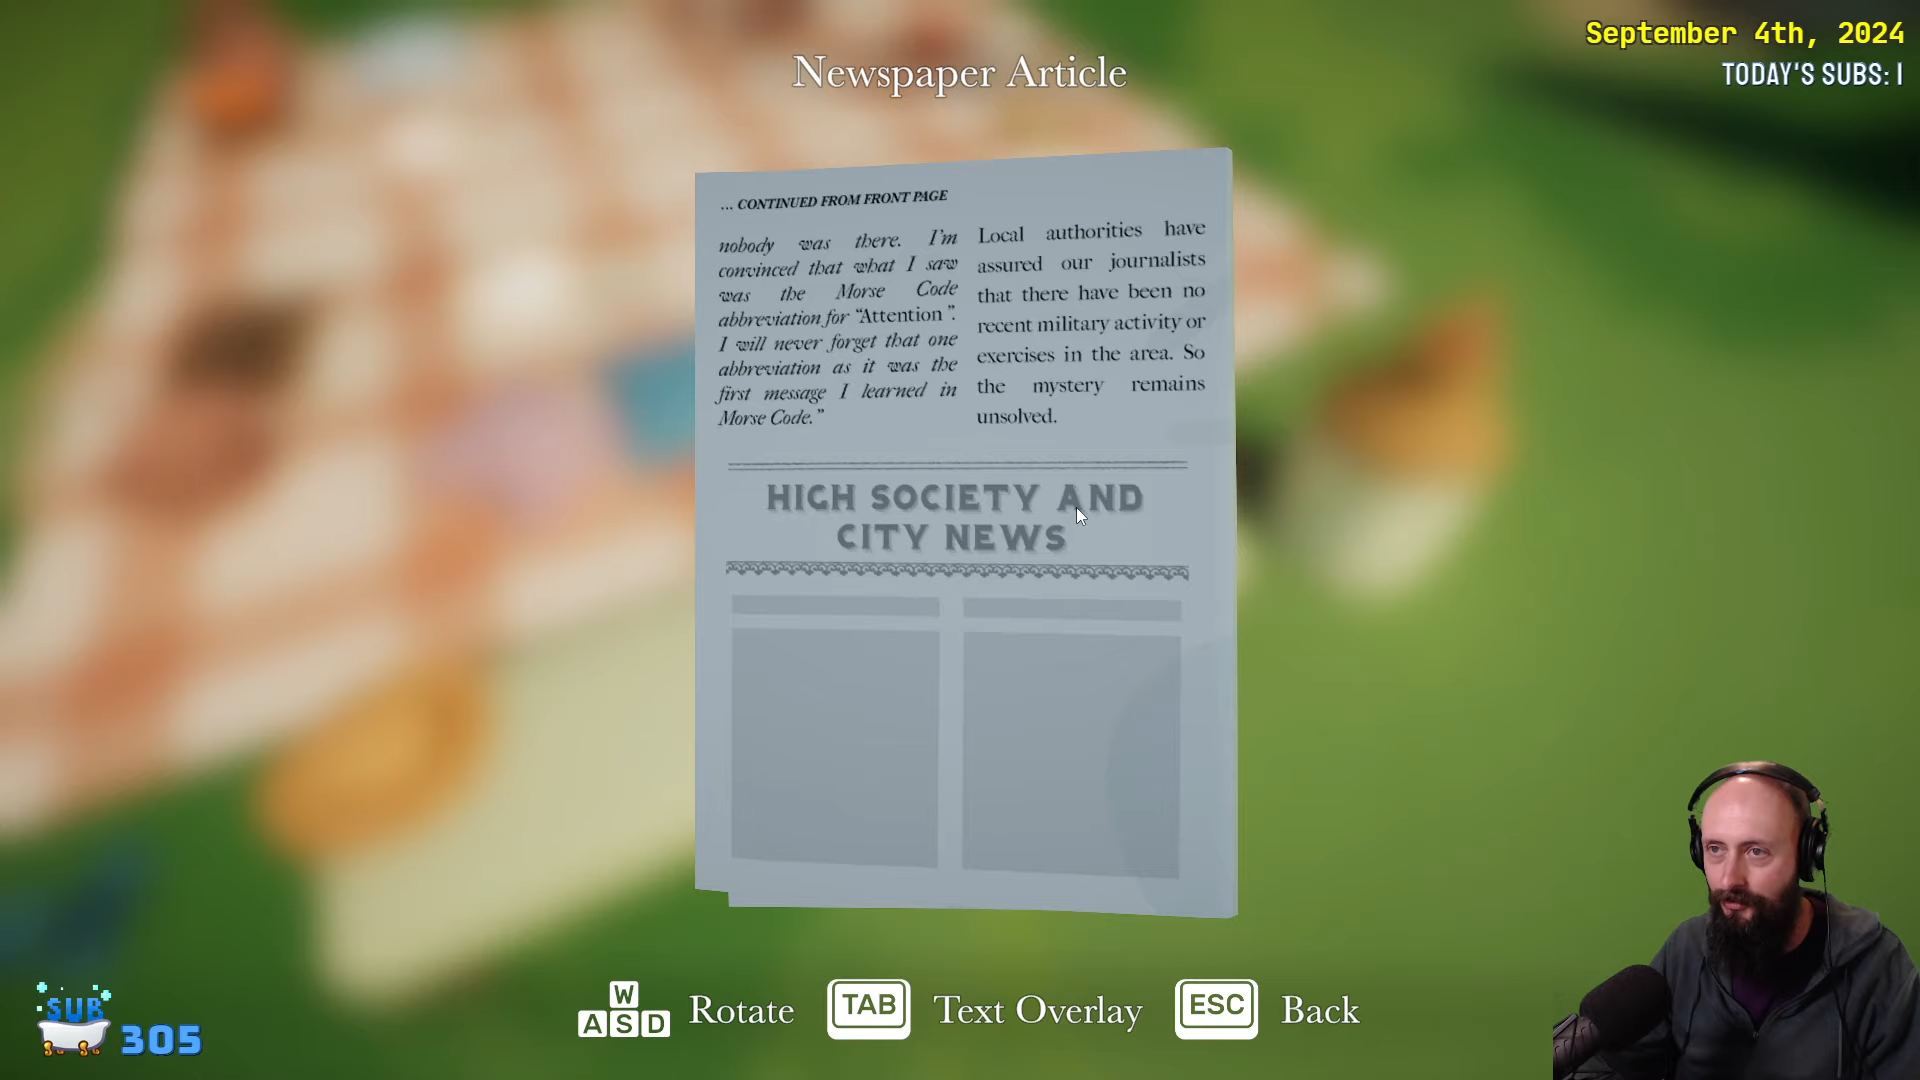 September 4th, 2024
TODAY'S SUBS: 1
Newspaper Article
... CONTINUED FROM FRONT PAGE
nobody was there. I'm
convinced that what I saw
was the Morse Code
abbreviation for "Attention ".
I will never forget that one
abbreviation as it was the
first message I learned in
Morse Code."
Local authorities have
assured our journalists
that there have been no
recent military activity or
exercises in the area. So
the mystery remains
unsolved.
HIGH SOCIETY AND
CITY NEWS
SUB
305
W
A S D
Rotate
TAB
Text Overlay
ESC
Back